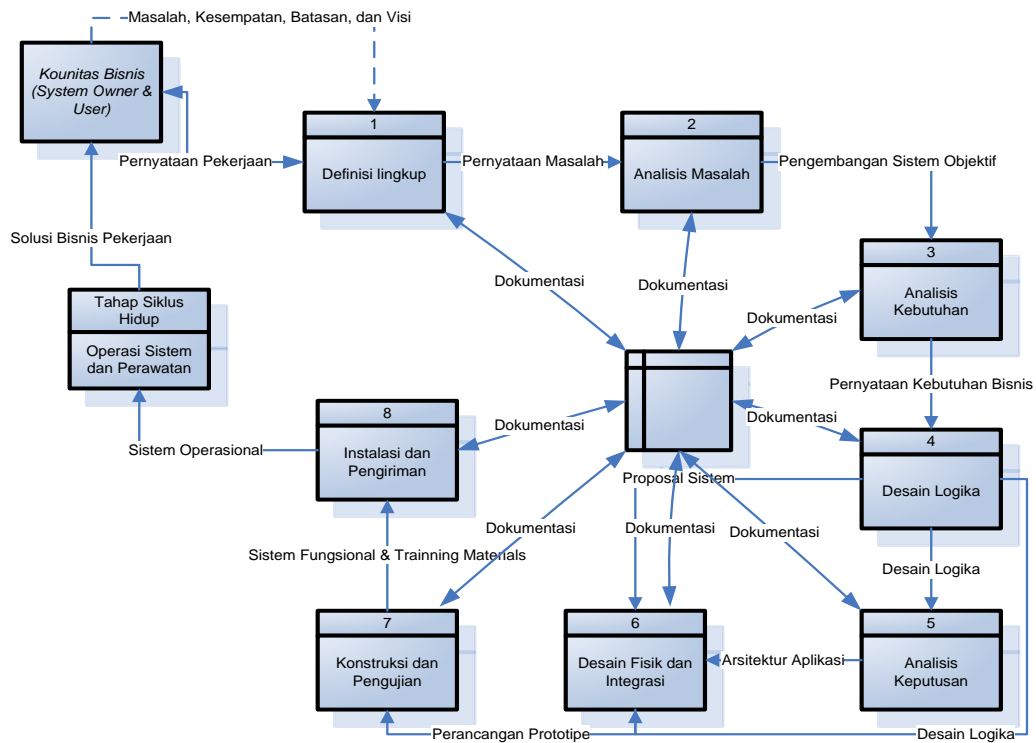 Masalah, Kesempatan, Batasan, dan Visi
Kounitas Bisnis
(System Owner &
User)
1
Definisi lingkup
2
Analisis Masalah
Pernyataan Pekerjaan
Pernyataan Masalah
Pengembangan Sistem Objektif
Solusi Bisnis Pekerjaan
3
Analisis
Kebutuhan
Dokumentasi
Dokumentasi
Dokumentasi
Tahap Siklus
Hidup
Operasi Sistem
dan Perawatan
Pernyataan Kebutuhan Bisnis
8
Instalasi dan
Pengiriman
Dokumentasi
Dokumentasi
4
Desain Logika
Sistem Operasional
Proposal Sistem
Dokumentasi
Dokumentasi
Dokumentasi
Sistem Fungsional & Trainning Materials
Desain Logika
7
Konstruksi dan
Pengujian
6
Desain Fisik dan
Integrasi
Arsitektur Aplikasi
5
Analisis
Keputusan
Perancangan Prototipe
Desain Logika